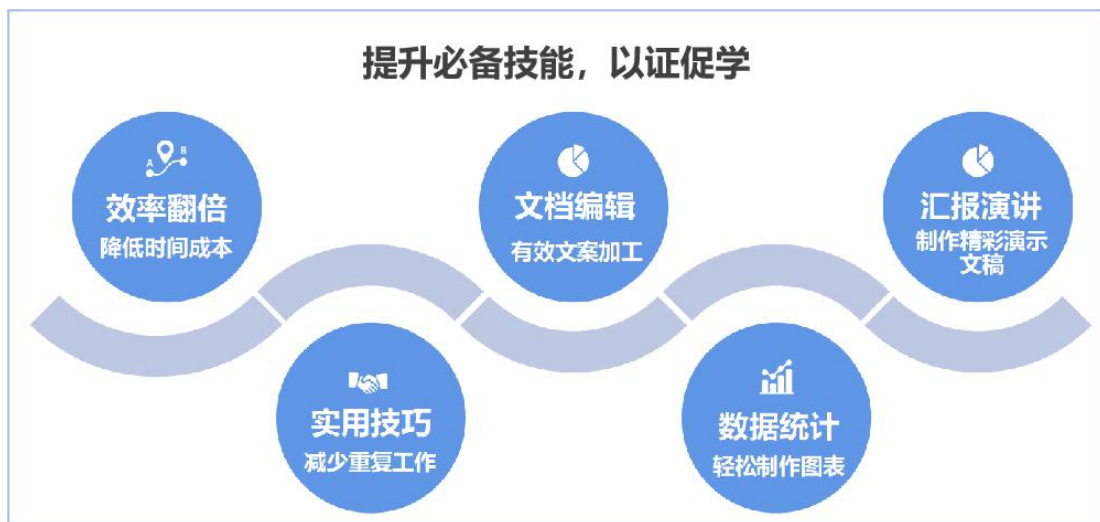 提升必备技能，以证促学
A B
效率翻倍
降低时间成本
实用技巧
减少重复工作
文档编辑
有效文案加工
数据统计
轻松制作图表
汇报演讲
制作精彩演示
文稿